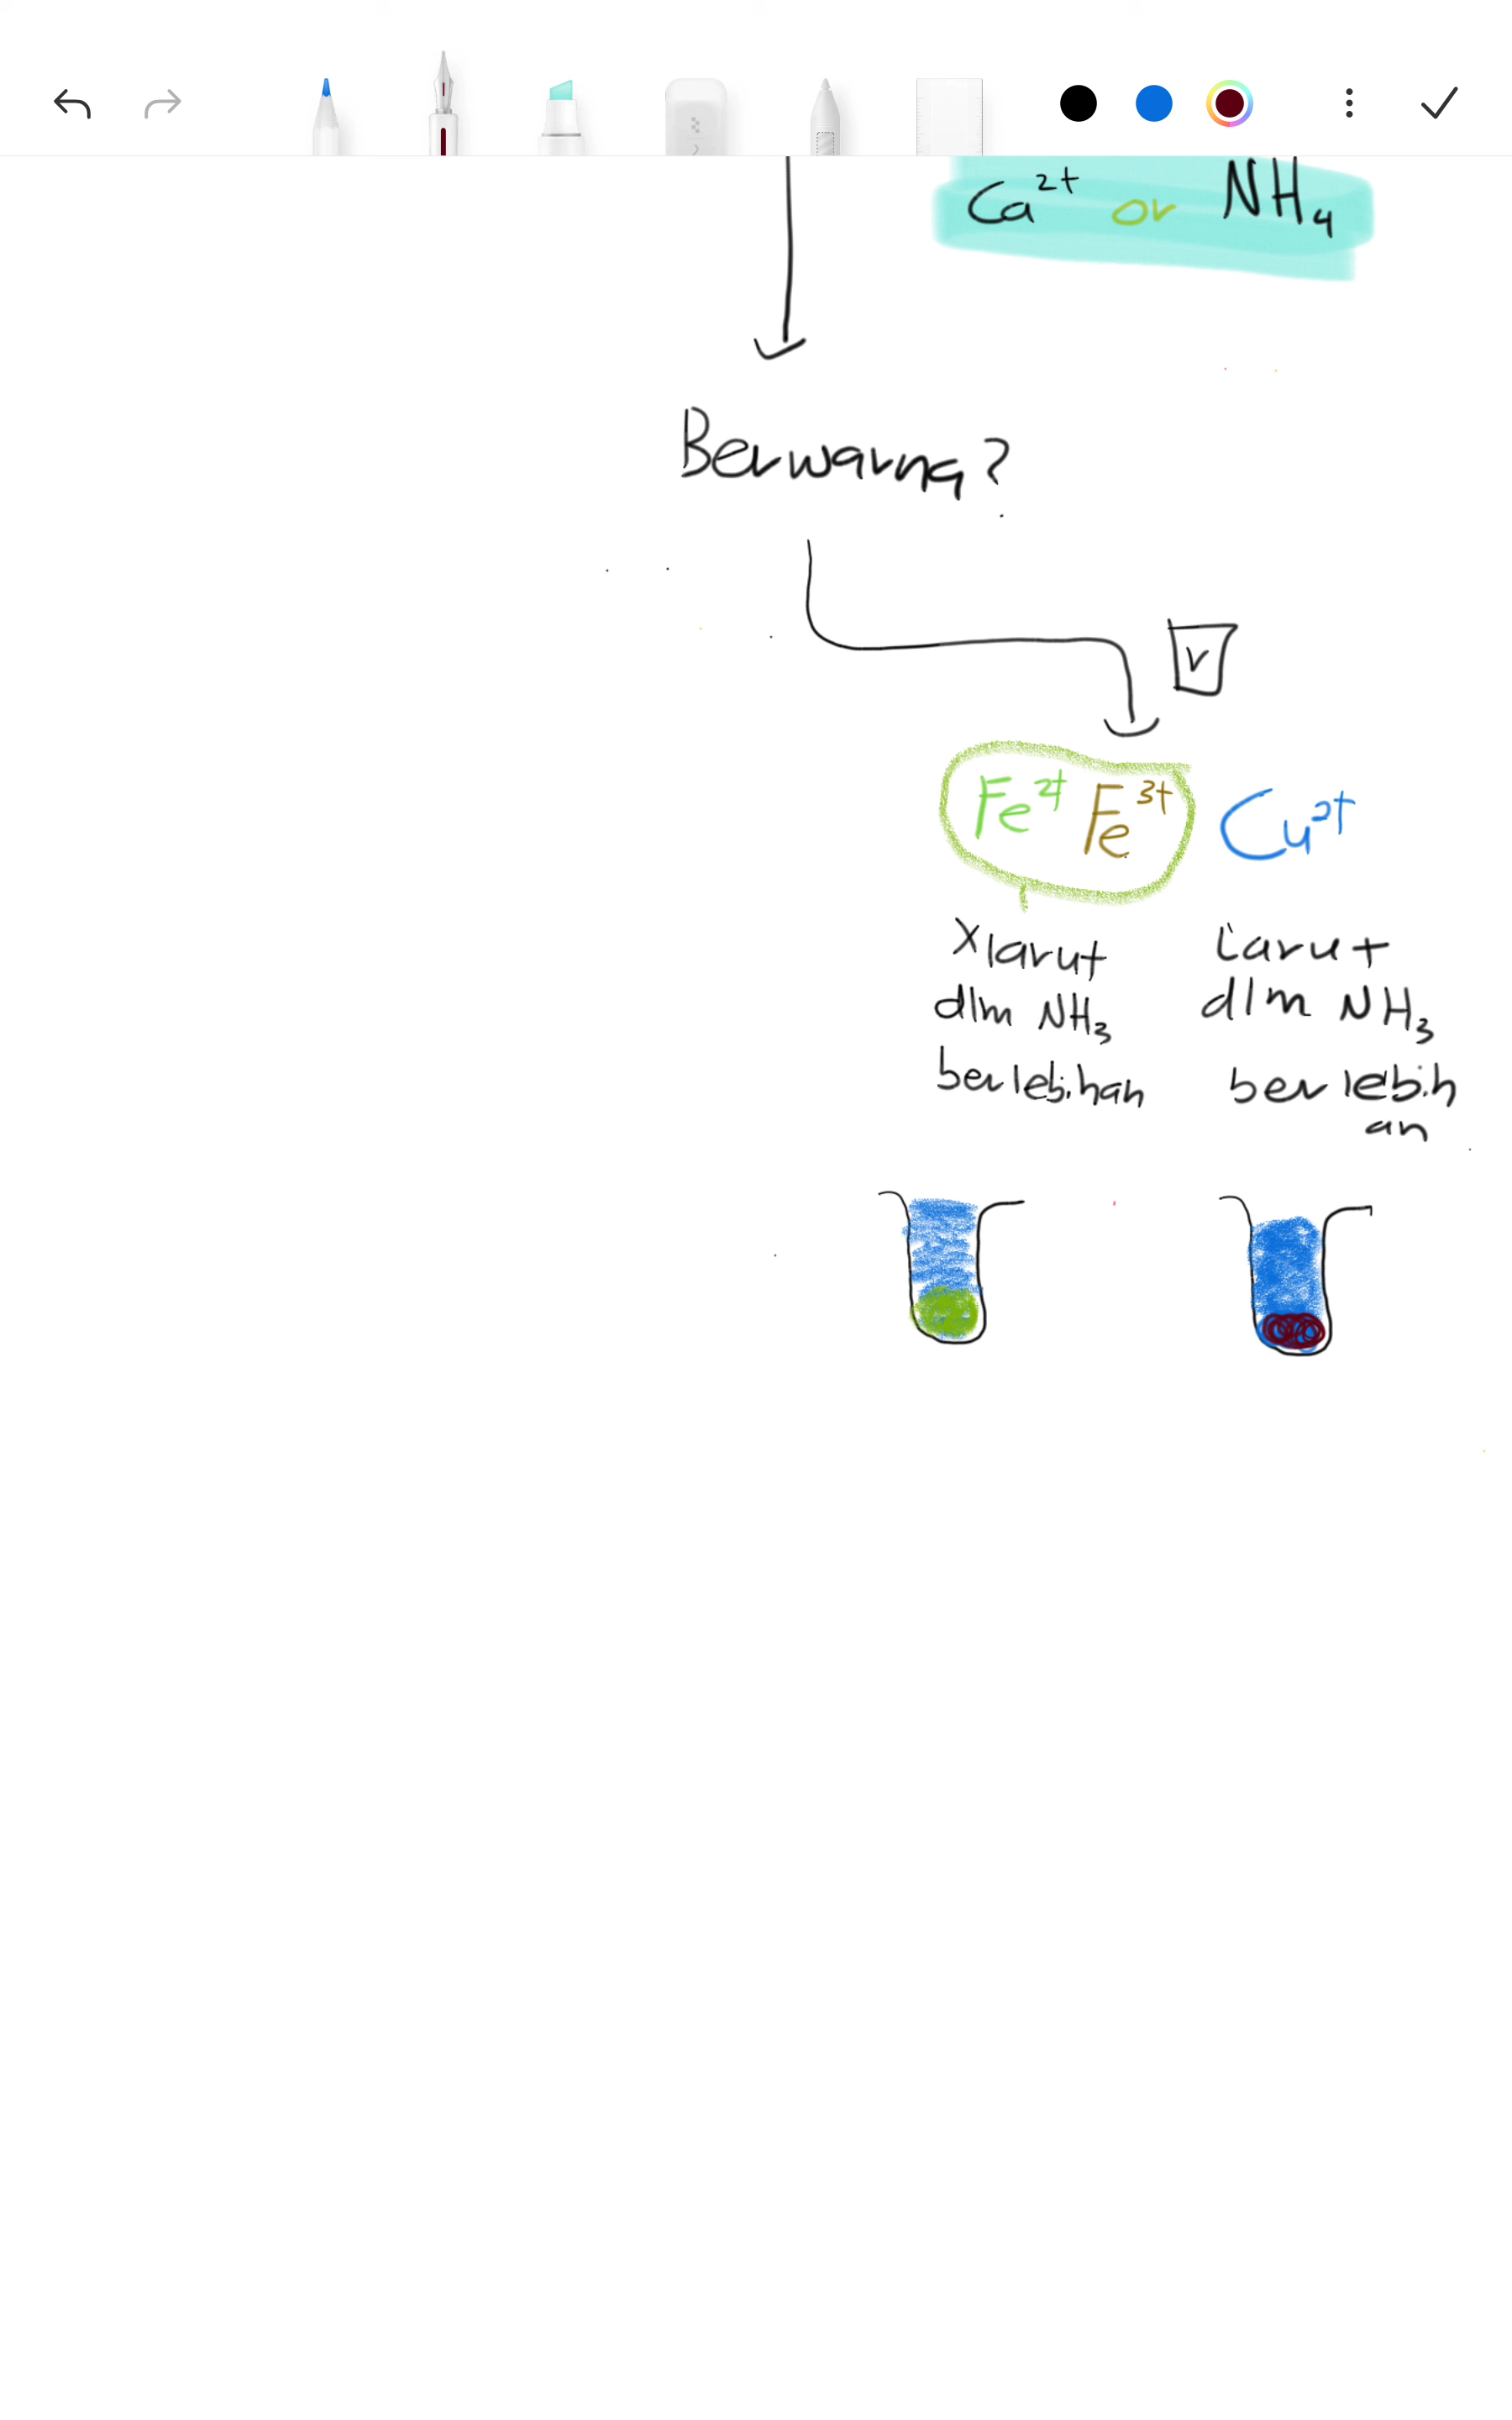 Ca²⁺ or NH₄
Berwarna?
v
Fe²⁺ Fe³⁺ Cu²⁺
x larut
dlm NH₃
berlebihan
Larut
dlm NH₃
berlebih
an